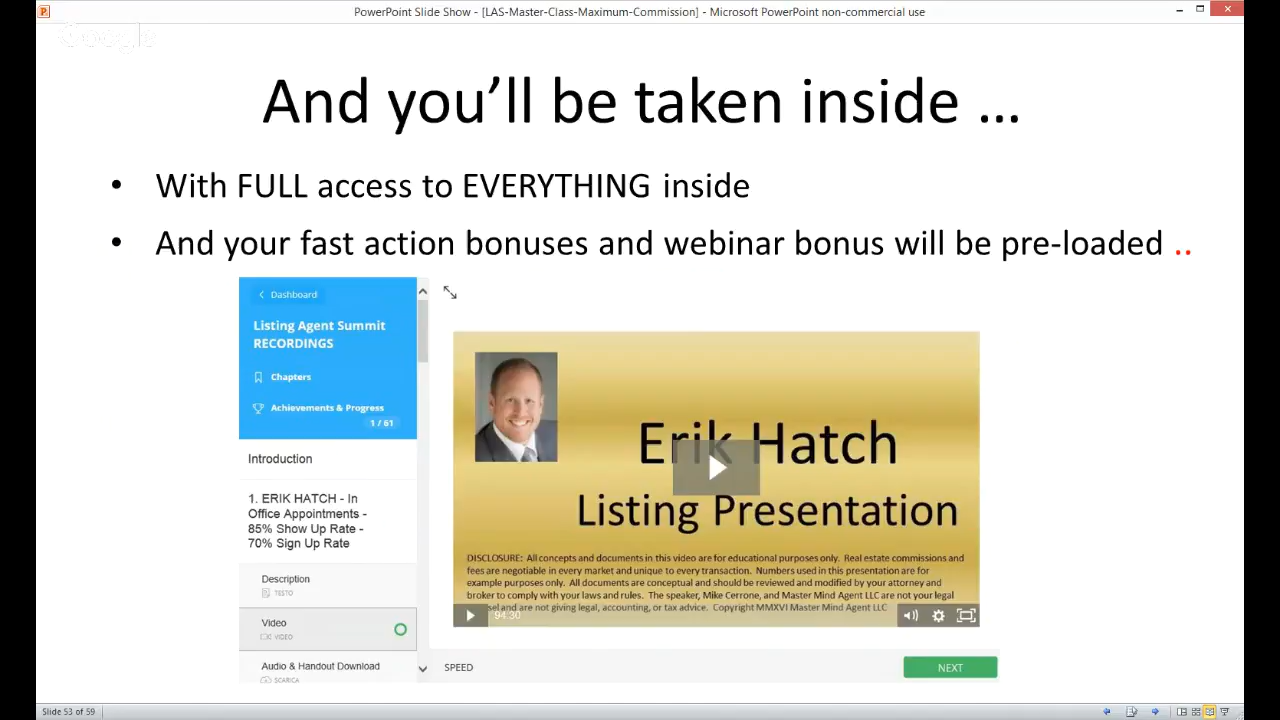 PowerPoint Slide Show - [LAS-Master-Class-Maximum-Commission] - Microsoft PowerPoint non-commercial use
Google
And you’ll be taken inside …
• With FULL access to EVERYTHING inside
• And your fast action bonuses and webinar bonus will be pre-loaded ..
Dashboard
Listing Agent Summit
RECORDINGS
Chapters
Achievements & Progress
1 / 61
Introduction
1. ERIK HATCH - In
Office Appointments -
85% Show Up Rate -
70% Sign Up Rate
Description
TESTO
Video
VIDEO
Audio & Handout Download
SCARICA
Erik Hatch
Listing Presentation
DISCLOSURE: All concepts and documents in this video are for educational purposes only. Real estate commissions and
fees are negotiable in every market and unique to every transaction. Numbers used in this presentation are for
example purposes only. All documents are conceptual and should be reviewed and modified by your attorney and
broker to comply with your laws and rules. The speaker, Mike Cerrone, and Master Mind Agent LLC are not your legal
sel and are not giving legal, accounting, or tax advice. Copyright MMXVI Master Mind Agent LLC
94:30
SPEED
NEXT
Slide 53 of 59